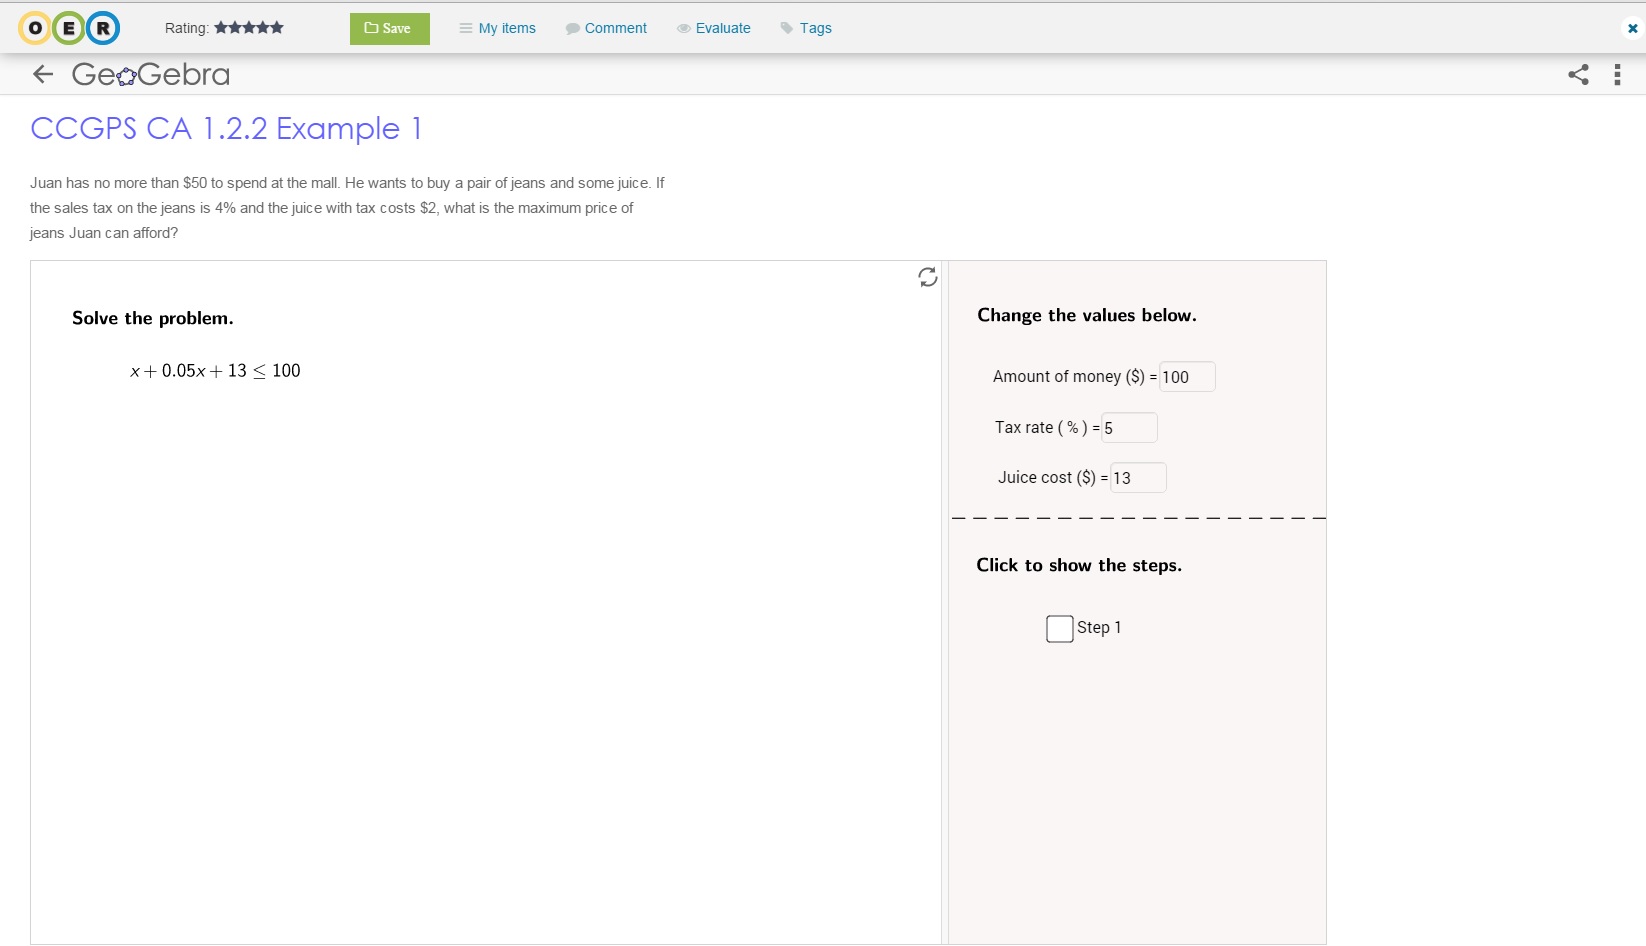 OER Rating: Save My items Comment Evaluate Tags
GeoGebra
CCGPS CA 1.2.2 Example 1
Juan has no more than $50 to spend at the mall. He wants to buy a pair of jeans and some juice. If
the sales tax on the jeans is 4% and the juice with tax costs $2, what is the maximum price of
jeans Juan can afford?
Solve the problem.
x + 0.05x + 13 ≤ 100
Change the values below.
Amount of money ($) = 100
Tax rate ( % ) = 5
Juice cost ($) = 13
Click to show the steps.
Step 1